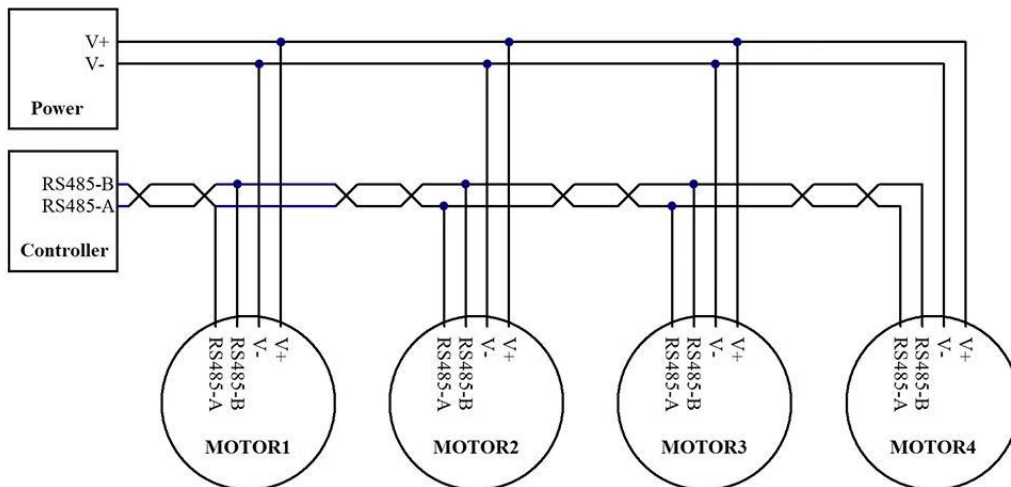 V+
V-
Power
RS485-B
RS485-A
Controller
RS485-A
RS485-B
V-
V+
MOTOR1
RS485-A
RS485-B
V-
V+
MOTOR2
RS485-A
RS485-B
V-
V+
MOTOR3
RS485-A
RS485-B
V-
V+
MOTOR4